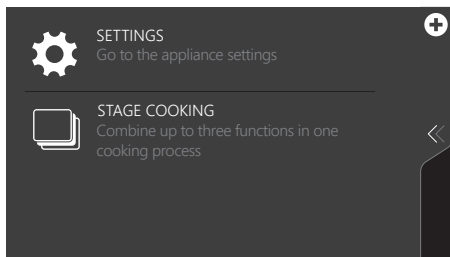 SETTINGS
Go to the appliance settings
STAGE COOKING
Combine up to three functions in one
cooking process